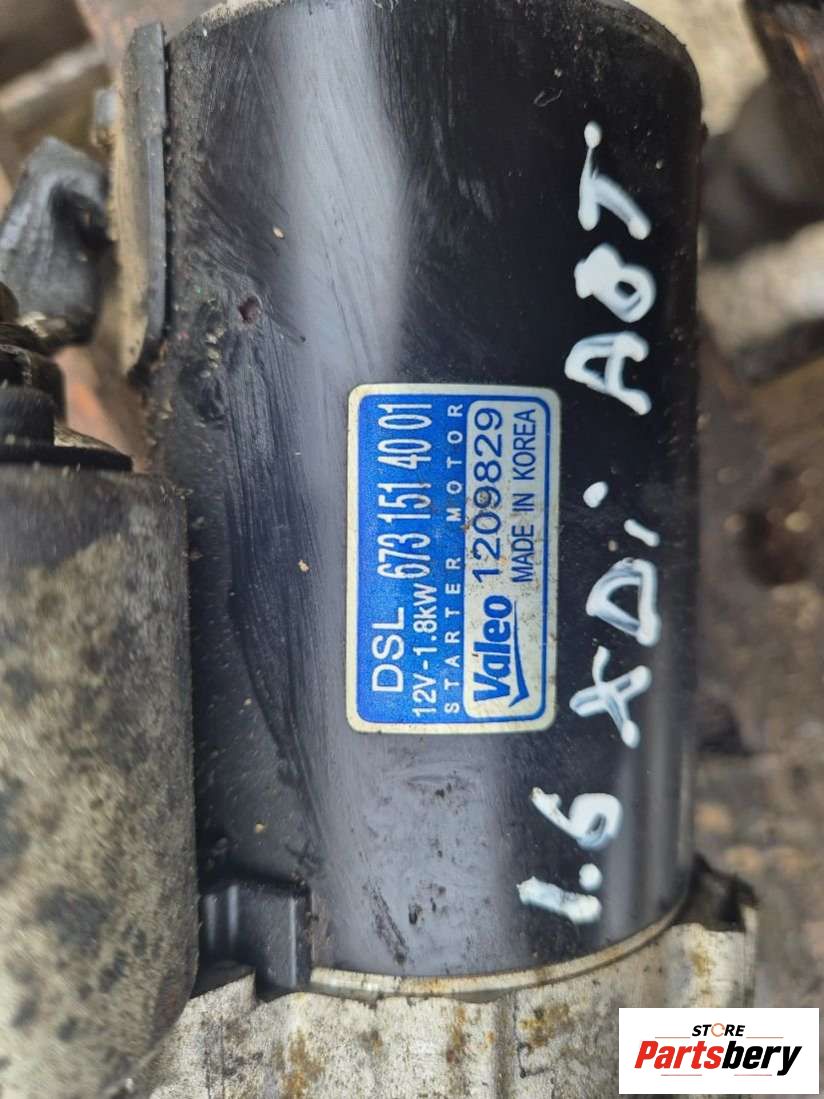 DSL 673 151 40 01
12V-1.8kW
STARTER MOTOR
Valeo 1209829
MADE IN KOREA
1.6 XDi A8T
STORE
Partsbery